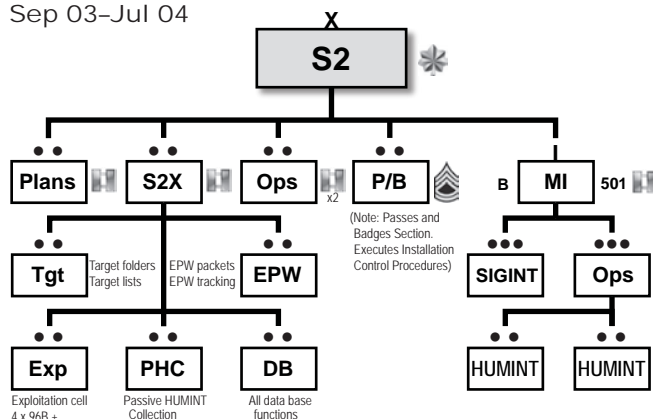 Sep 03–Jul 04
X
S2
Plans
S2X
Ops
x2
P/B
B
MI
501
(Note: Passes and
Badges Section.
Executes Installation
Control Procedures)
Tgt
Target folders
Target lists
EPW packets
EPW tracking
EPW
SIGINT
Ops
Exp
PHC
DB
HUMINT
HUMINT
Exploitation cell
4 x 96B +
Passive HUMINT
Collection
All data base
functions